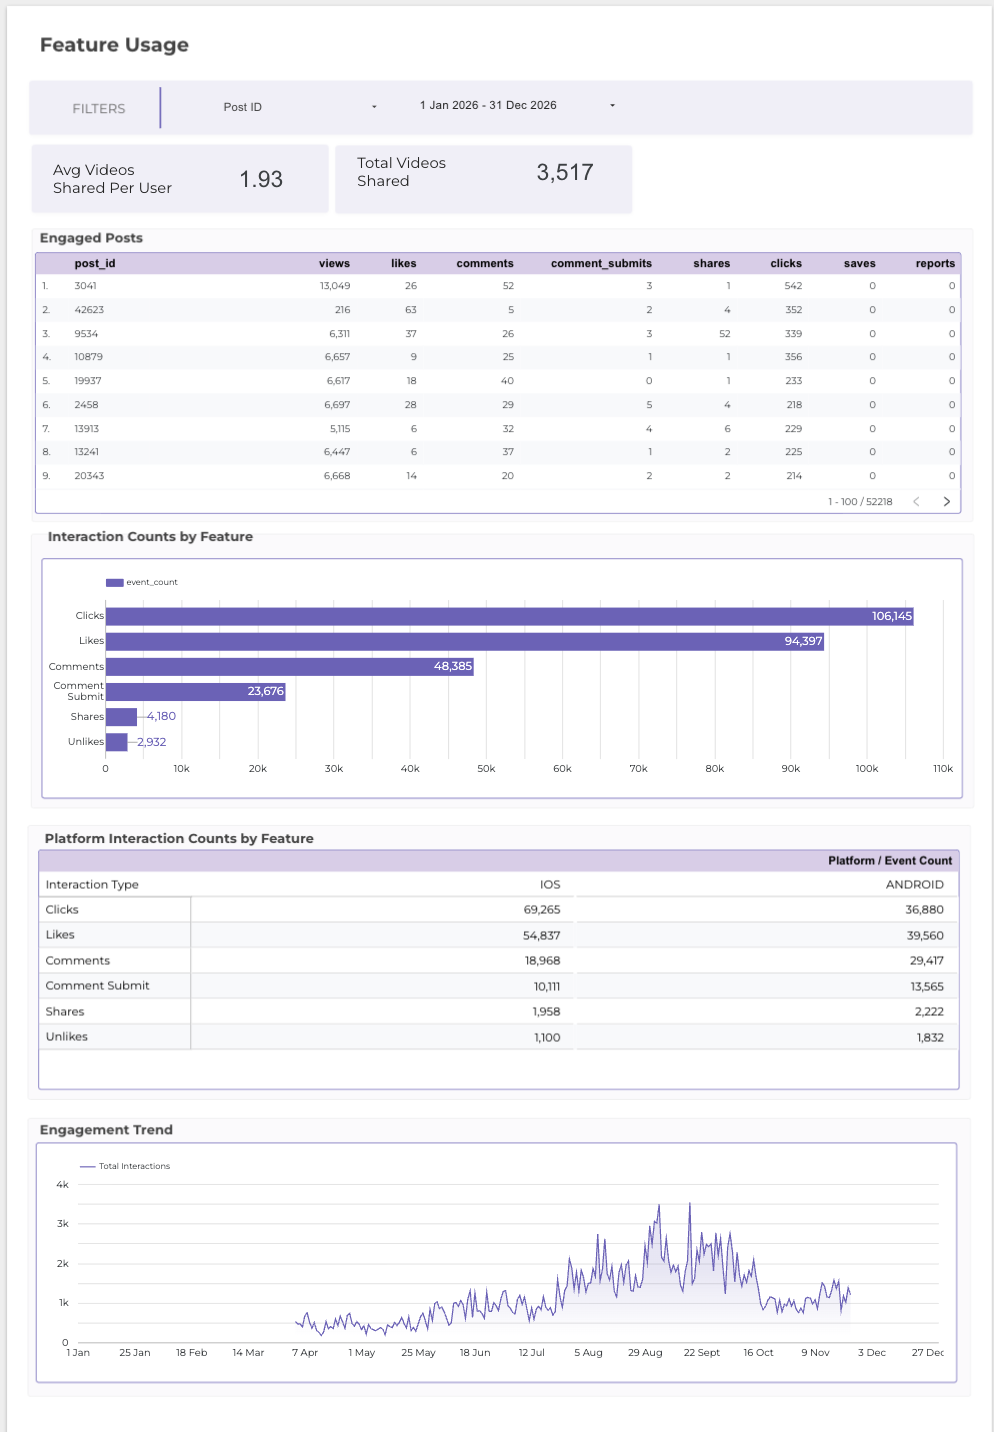 Feature Usage
FILTERS
Post ID
1 Jan 2026 - 31 Dec 2026
Avg Videos
Shared Per User
1.93
Total Videos
Shared
3,517
Engaged Posts
post_id views likes comments comment_submits shares clicks saves reports
1. 3041 13,049 26 52 3 1 542 0 0
2. 42623 216 63 5 2 4 352 0 0
3. 9534 6,311 37 26 3 52 339 0 0
4. 10879 6,657 9 25 1 1 356 0 0
5. 19937 6,617 18 40 0 1 233 0 0
6. 2458 6,697 28 29 5 4 218 0 0
7. 13913 5,115 6 32 4 6 229 0 0
8. 13241 6,447 6 37 1 2 225 0 0
9. 20343 6,668 14 20 2 2 214 0 0
1 - 100 / 52218
Interaction Counts by Feature
event_count
Clicks 106,145
Likes 94,397
Comments 48,385
Comment
Submit 23,676
Shares 4,180
Unlikes 2,932
0 10k 20k 30k 40k 50k 60k 70k 80k 90k 100k 110k
Platform Interaction Counts by Feature
Platform / Event Count
Interaction Type IOS ANDROID
Clicks 69,265 36,880
Likes 54,837 39,560
Comments 18,968 29,417
Comment Submit 10,111 13,565
Shares 1,958 2,222
Unlikes 1,100 1,832
Engagement Trend
Total Interactions
4k
3k
2k
1k
0
1 Jan 25 Jan 18 Feb 14 Mar 7 Apr 1 May 25 May 18 Jun 12 Jul 5 Aug 29 Aug 22 Sept 16 Oct 9 Nov 3 Dec 27 Dec